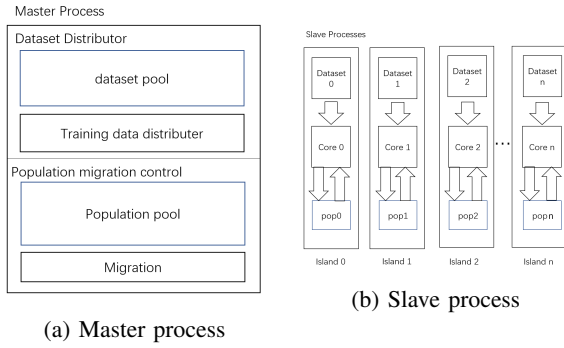 Master Process
Dataset Distributor
dataset pool
Training data distributer
Population migration control
Population pool
Migration
(a) Master process
Slave Processes
Dataset 0
Dataset 1
Dataset 2
Dataset n
Core 0
Core 1
Core 2
...
Core n
pop0
pop1
pop2
popn
Island 0
Island 1
Island 2
Island n
(b) Slave process